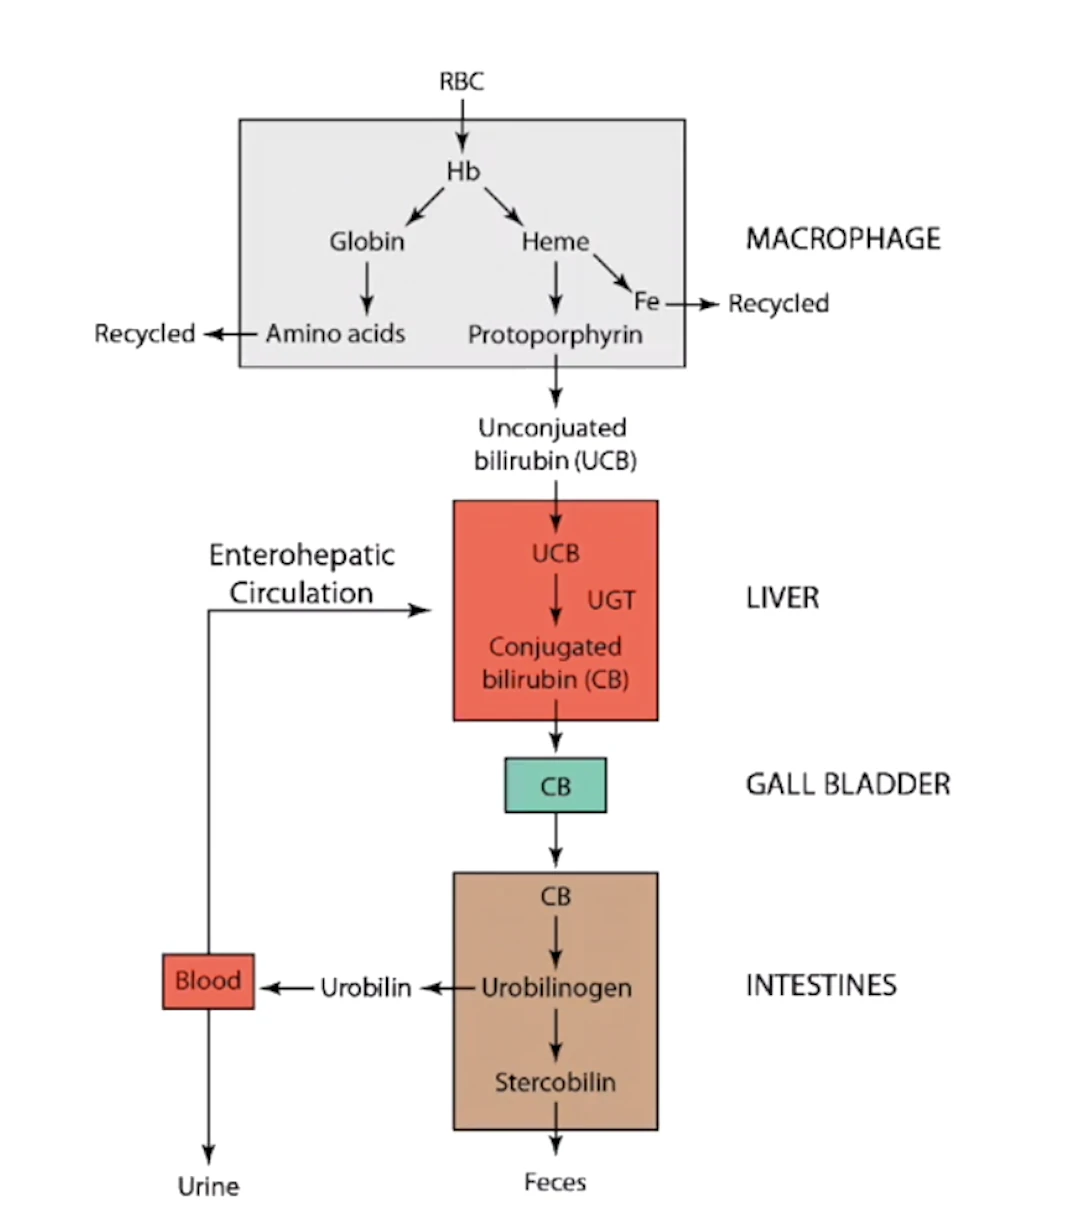 RBC
Hb
Globin
Heme
MACROPHAGE
Fe
Recycled
Recycled
Amino acids
Protoporphyrin
Unconjuated
bilirubin (UCB)
UCB
Enterohepatic
Circulation
UGT
LIVER
Conjugated
bilirubin (CB)
CB
GALL BLADDER
CB
Blood
Urobilin
Urobilinogen
INTESTINES
Stercobilin
Urine
Feces